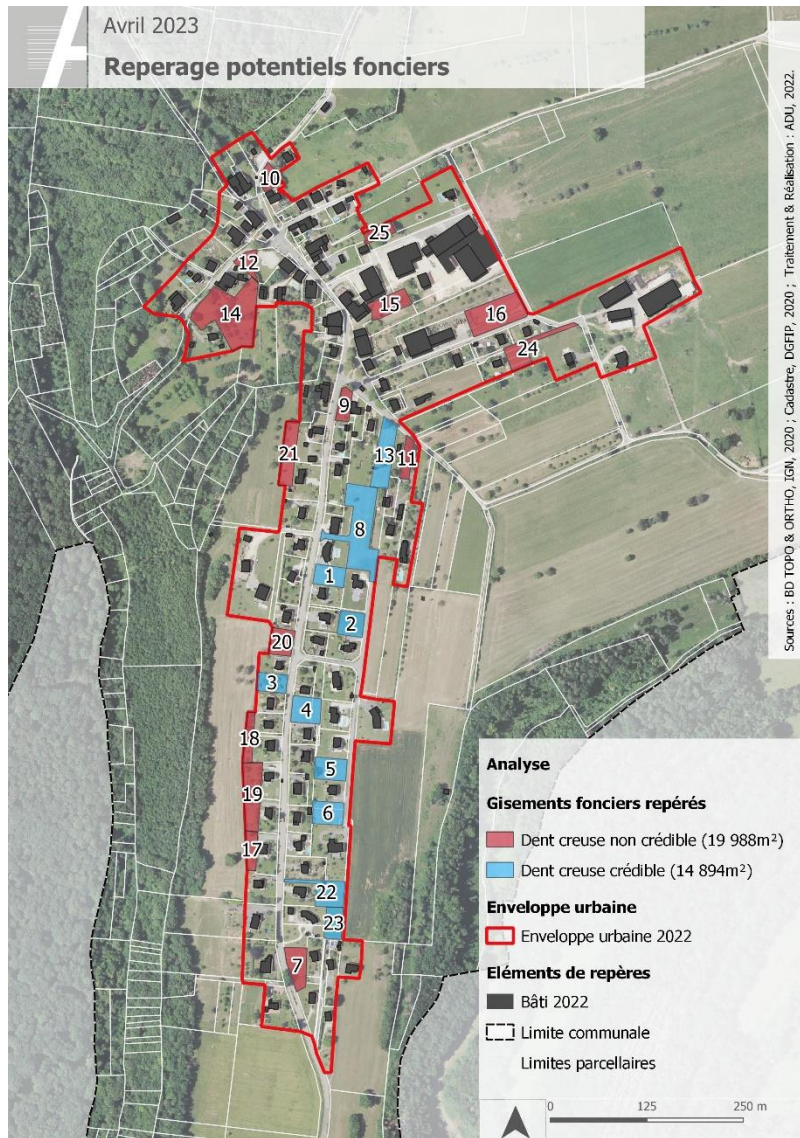 Avril 2023
Reperage potentiels fonciers
Sources : BD TOPO & ORTHO, IGN, 2020 ; Cadastre, DGFIP, 2020 ; Traitement & Réalisation : ADU, 2022.
10
25
12
14
15
16
24
9
21
13
11
8
1
2
20
3
4
18
5
19
6
17
22
23
7
Analyse
Gisements fonciers repérés
Dent creuse non crédible (19 988m²)
Dent creuse crédible (14 894m²)
Enveloppe urbaine
Enveloppe urbaine 2022
Eléments de repères
Bâti 2022
Limite communale
Limites parcellaires
0 125 250 m